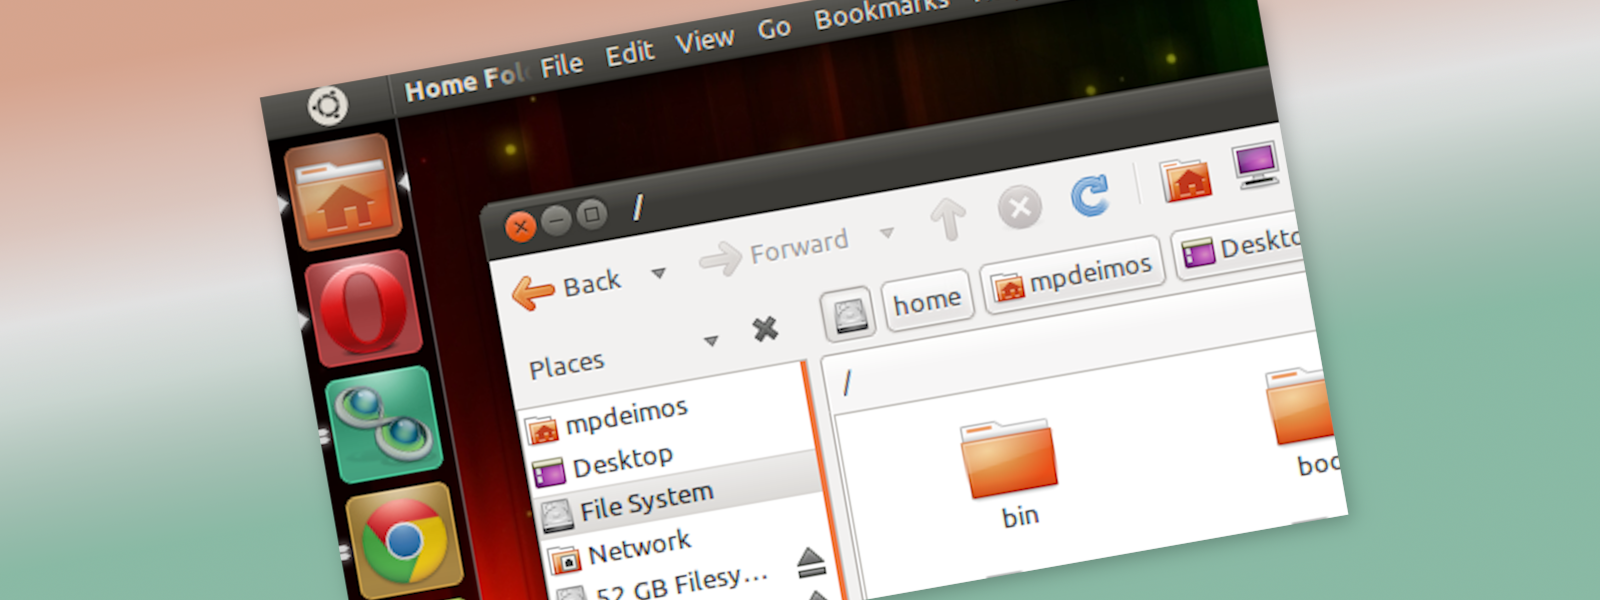 Home Fol File Edit View Go Bookmarks
/
Back Forward
home mpdeimos Deskto
Places
/
mpdeimos
Desktop
File System
Network
52 GB Filesy...
bin
boo